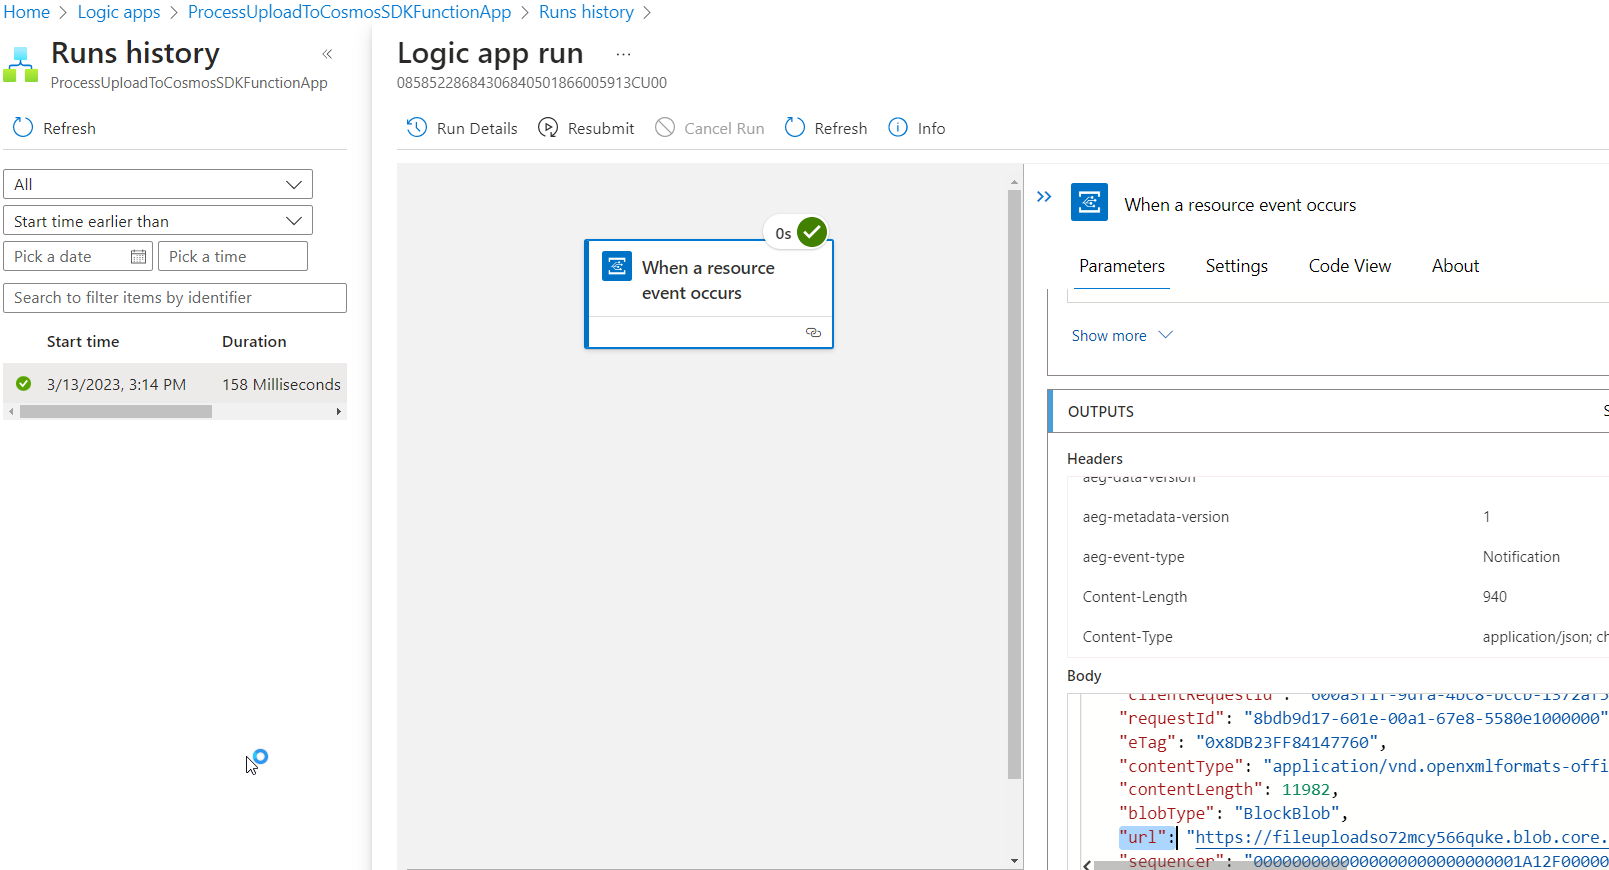 Home > Logic apps > ProcessUploadToCosmosSDKFunctionApp > Runs history >
Runs history
ProcessUploadToCosmosSDKFunctionApp
«
Refresh
All
Start time earlier than
Pick a date
Pick a time
Search to filter items by identifier
Start time Duration
3/13/2023, 3:14 PM 158 Milliseconds
Logic app run ...
08585228684306840501866005913CU00
Run Details Resubmit Cancel Run Refresh Info
0s
When a resource
event occurs
When a resource event occurs
Parameters Settings Code View About
Show more
OUTPUTS
Headers
aeg-data-version
aeg-metadata-version 1
aeg-event-type Notification
Content-Length 940
Content-Type application/json; ch
Body
"requestId": "8bdb9d17-601e-00a1-67e8-5580e1000000"
"eTag": "0x8DB23FF84147760",
"contentType": "application/vnd.openxmlformats-offi
"contentLength": 11982,
"blobType": "BlockBlob",
"url": "https://fileuploadso72mcy566quke.blob.core.
"sequencer":